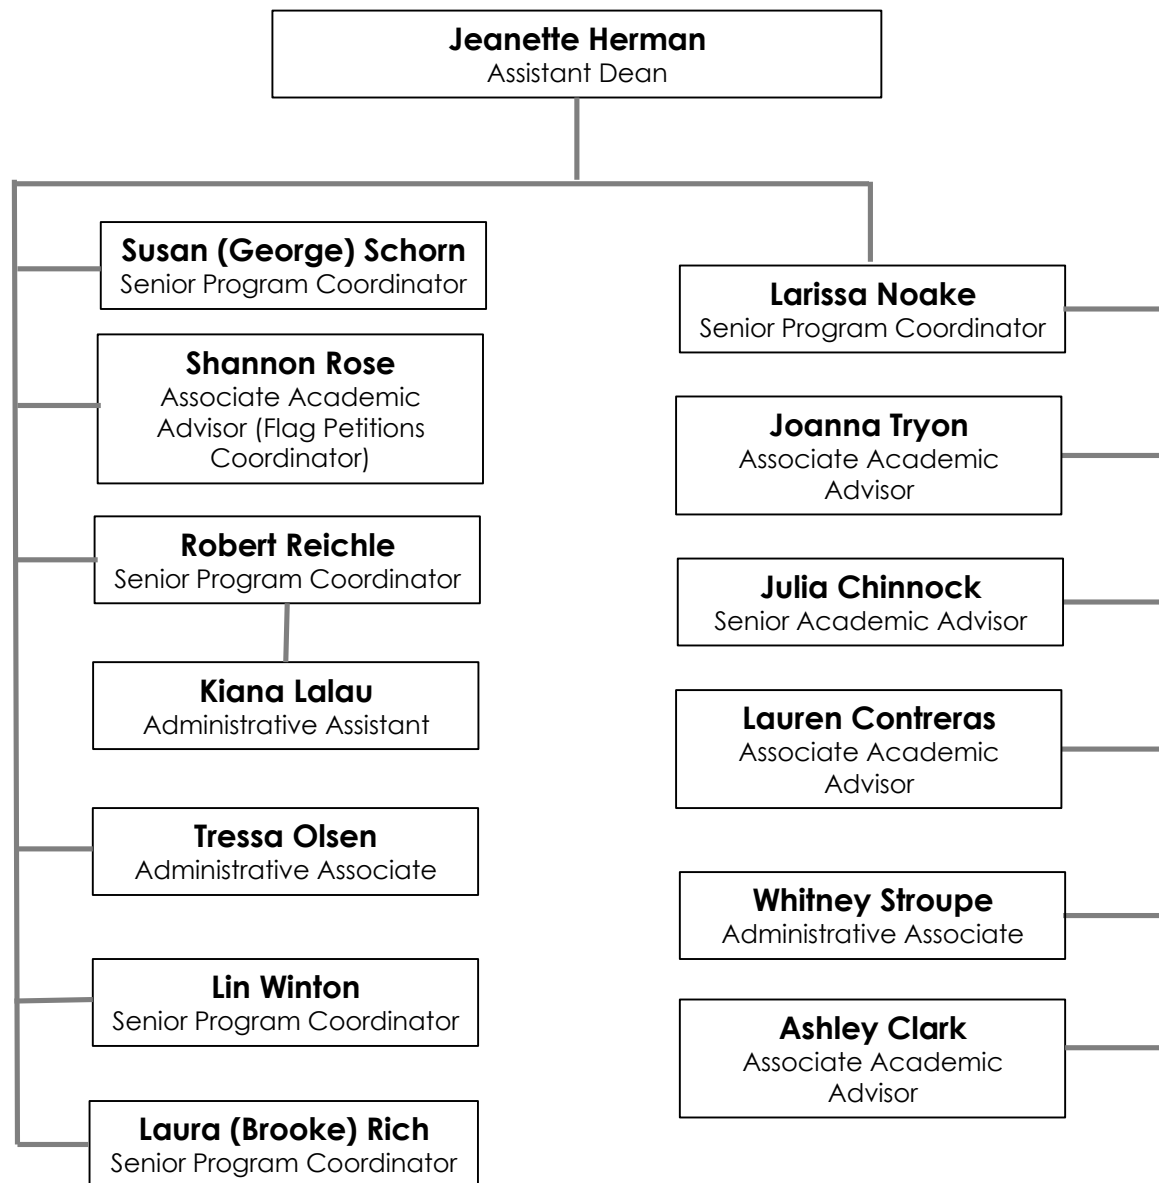 Jeanette Herman
Assistant Dean
Susan (George) Schorn
Senior Program Coordinator
Shannon Rose
Associate Academic
Advisor (Flag Petitions
Coordinator)
Robert Reichle
Senior Program Coordinator
Kiana Lalau
Administrative Assistant
Tressa Olsen
Administrative Associate
Lin Winton
Senior Program Coordinator
Laura (Brooke) Rich
Senior Program Coordinator
Larissa Noake
Senior Program Coordinator
Joanna Tryon
Associate Academic
Advisor
Julia Chinnock
Senior Academic Advisor
Lauren Contreras
Associate Academic
Advisor
Whitney Stroupe
Administrative Associate
Ashley Clark
Associate Academic
Advisor